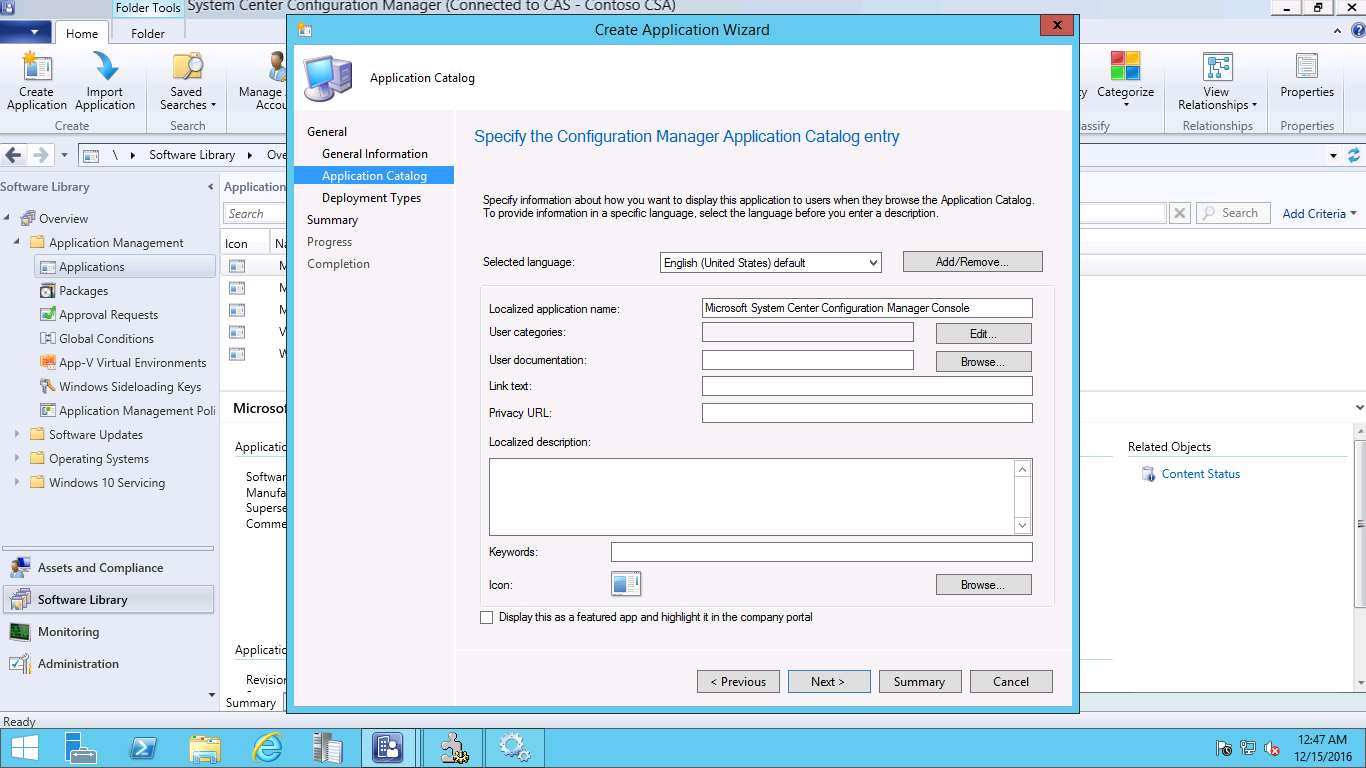 Folder Tools
System Center Configuration Manager (Connected to CAS - Contoso CSA)
Home
Folder
Create
Application
Import
Application
Saved
Searches
Manage
Accou
Categorize
View
Relationships
Properties
Create
Search
assify
Relationships
Properties
\ Software Library Ove
Software Library
Application
Search
Search
Add Criteria
Icon
Na
Overview
Application Management
Applications
Packages
Approval Requests
Global Conditions
App-V Virtual Environments
Windows Sideloading Keys
Application Management Poli
Software Updates
Operating Systems
Windows 10 Servicing
M
M
M
V
W
Microsof
Applicatio
Softwar
Manufa
Superse
Comme
Applicatio
Revision
Summary
Related Objects
Content Status
Assets and Compliance
Software Library
Monitoring
Administration
Ready
Create Application Wizard
Application Catalog
General
General Information
Application Catalog
Deployment Types
Summary
Progress
Completion
Specify the Configuration Manager Application Catalog entry
Specify information about how you want to display this application to users when they browse the Application Catalog.
To provide information in a specific language, select the language before you enter a description.
Selected language: English (United States) default Add/Remove...
Localized application name: Microsoft System Center Configuration Manager Console
User categories: Edit...
User documentation: Browse...
Link text:
Privacy URL:
Localized description:
Keywords:
Icon: Browse...
Display this as a featured app and highlight it in the company portal
< Previous Next > Summary Cancel
12:47 AM
12/15/2016